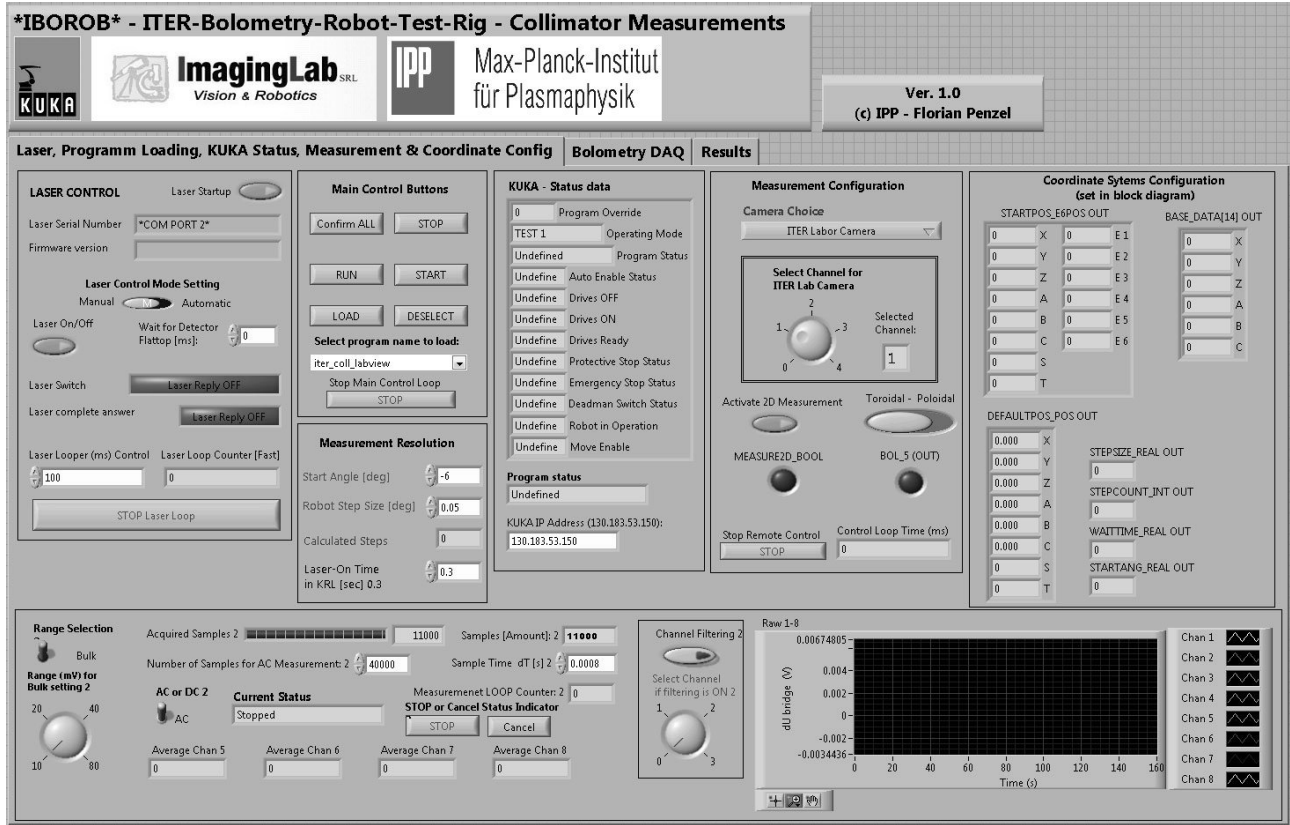 *IBOROB* - ITER-Bolometry-Robot-Test-Rig - Collimator Measurements
KUKA
ImagingLab SRL
Vision & Robotics
IPP
Max-Planck-Institut
für Plasmaphysik
Ver. 1.0
(c) IPP - Florian Penzel
Laser, Programm Loading, KUKA Status, Measurement & Coordinate Config
Bolometry DAQ
Results
LASER CONTROL
Laser Startup
Laser Serial Number *COM PORT 2*
Firmware version
Laser Control Mode Setting
Manual M Automatic
Laser On/Off
Wait for Detector
Flattop [ms]: 0
Laser Switch Laser Reply OFF
Laser complete answer Laser Reply OFF
Laser Looper (ms) Control Laser Loop Counter [Fast]
100 0
STOP Laser Loop
Main Control Buttons
Confirm ALL STOP
RUN START
LOAD DESELECT
Select program name to load:
iter_coll_labview
Stop Main Control Loop
STOP
Measurement Resolution
Start Angle [deg] -6
Robot Step Size [deg] 0.05
Calculated Steps 0
Laser-On Time
in KRL [sec] 0.3 0.3
KUKA - Status data
0 Program Override
TEST 1 Operating Mode
Undefined Program Status
Undefine Auto Enable Status
Undefine Drives OFF
Undefine Drives ON
Undefine Drives Ready
Undefine Protective Stop Status
Undefine Emergency Stop Status
Undefine Deadman Switch Status
Undefine Robot in Operation
Undefine Move Enable
Program status
Undefined
KUKA IP Address (130.183.53.150):
130.183.53.150
Measurement Configuration
Camera Choice
ITER Labor Camera
Select Channel for
ITER Lab Camera
0 1 2 3 4
Selected
Channel:
1
Activate 2D Measurement Toroidal - Poloidal
MEASURE2D_BOOL BOL_5 (OUT)
Stop Remote Control Control Loop Time (ms)
STOP 0
Coordinate Sytems Configuration
(set in block diagram)
STARTPOS_E6POS OUT
0 X 0 E 1
0 Y 0 E 2
0 Z 0 E 3
0 A 0 E 4
0 B 0 E 5
0 C 0 E 6
0 S
0 T
BASE_DATA[14] OUT
0 X
0 Y
0 Z
0 A
0 B
0 C
DEFAULTPOS_POS OUT
0.000 X
0.000 Y
0.000 Z
0.000 A
0.000 B
0.000 C
0 S
0 T
STEPSIZE_REAL OUT
0
STEPCOUNT_INT OUT
0
WAITTIME_REAL OUT
0
STARTANG_REAL OUT
0
Range Selection
Bulk
Range (mV) for
Bulk setting 2
20 40
10 80
Acquired Samples 2 11000 Samples [Amount]: 2 11000
Number of Samples for AC Measurement: 2 40000 Sample Time dT [s] 2 0.0008
AC or DC 2
AC
Current Status
Stopped
Measuremenet LOOP Counter: 2 0
STOP or Cancel
Status Indicator
STOP Cancel
Average Chan 5 Average Chan 6 Average Chan 7 Average Chan 8
0 0 0 0
Channel Filtering 2
Select Channel
if filtering is ON 2
1 2
0 3
Raw 1-8
dU bridge (V)
0.00674805
0.004
0.002
0
-0.002
-0.0034436
0 20 40 60 80 100 120 140 160
Time (s)
Chan 1
Chan 2
Chan 3
Chan 4
Chan 5
Chan 6
Chan 7
Chan 8